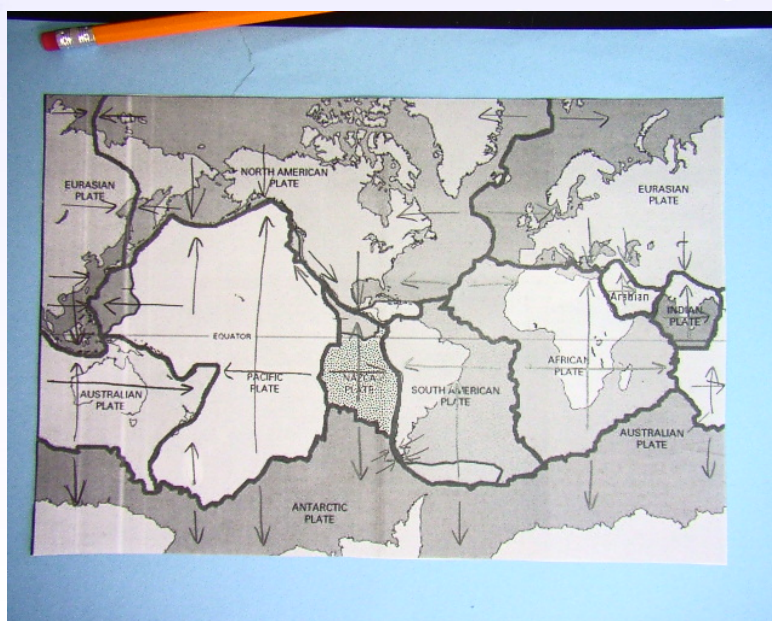 NORTH AMERICAN
PLATE
EURASIAN
PLATE
EURASIAN
PLATE
Arabian
INDIAN
PLATE
EQUATOR
AUSTRALIAN
PLATE
PACIFIC
PLATE
NAZCA
PLATE
SOUTH AMERICAN
PLATE
AFRICAN
PLATE
AUSTRALIAN
PLATE
ANTARCTIC
PLATE